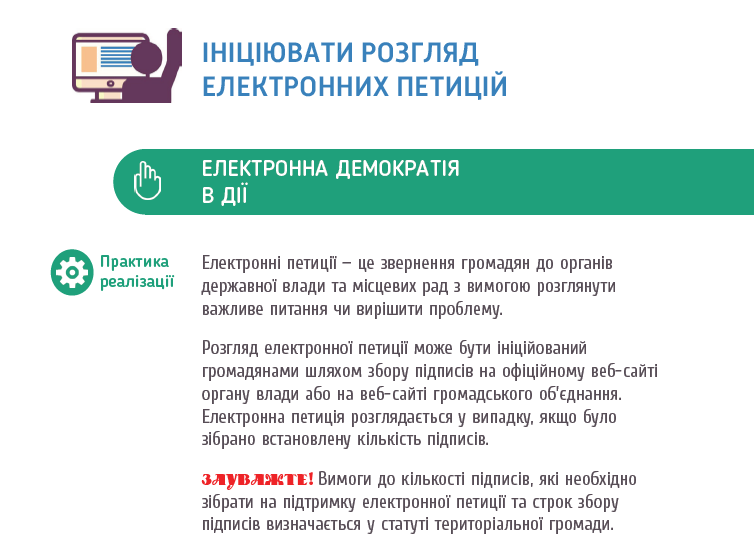 ІНІЦІЮВАТИ РОЗГЛЯД
ЕЛЕКТРОННИХ ПЕТИЦІЙ
ЕЛЕКТРОННА ДЕМОКРАТІЯ
В ДІЇ
Практика
реалізації
Електронні петиції – це звернення громадян до органів
державної влади та місцевих рад з вимогою розглянути
важливе питання чи вирішити проблему.
Розгляд електронної петиції може бути ініційований
громадянами шляхом збору підписів на офіційному веб-сайті
органу влади або на веб-сайті громадського об'єднання.
Електронна петиція розглядається у випадку, якщо було
зібрано встановлену кількість підписів.
ЗАУВАЖТЕ! Вимоги до кількості підписів, які необхідно
зібрати на підтримку електронної петиції та строк збору
підписів визначається у статуті територіальної громади.